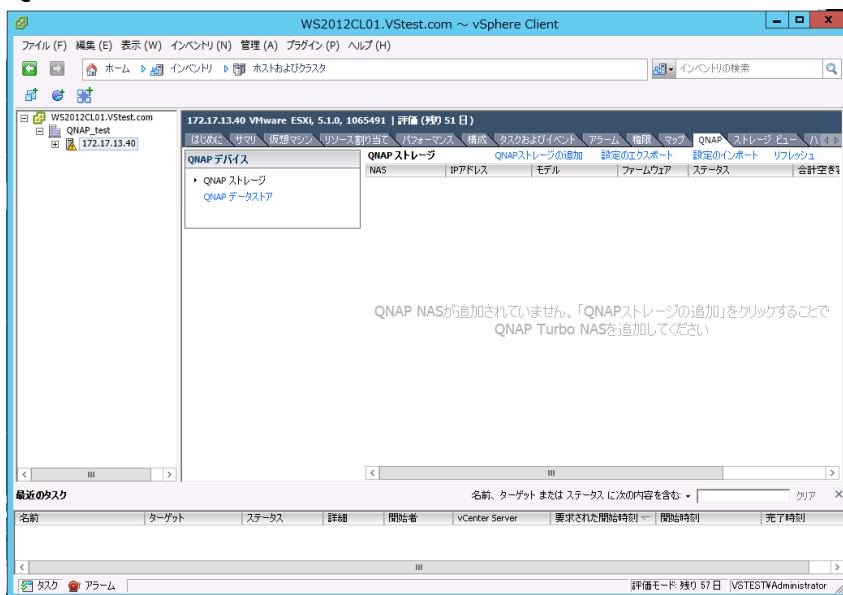 WS2012CL01.VStest.com ～ vSphere Client
ファイル (F) 編集 (E) 表示 (W) インベントリ (N) 管理 (A) プラグイン (P) ヘルプ (H)
ホーム インベントリ ホストおよびクラスタ インベントリの検索
WS2012CL01.VStest.com
QNAP_test
172.17.13.40
172.17.13.40 VMware ESXi, 5.1.0, 1065491 | 評価 (残り 51 日)
はじめに サマリ 仮想マシン リソース割り当て パフォーマンス 構成 タスクおよびイベント アラーム 権限 マップ QNAP ストレージ ビュー ハ
QNAP デバイス
QNAP ストレージ
QNAP データストア
QNAP ストレージ QNAPストレージの追加 設定のエクスポート 設定のインポート リフレッシュ
NAS IPアドレス モデル ファームウェア ステータス 合計空き容
QNAP NASが追加されていません。「QNAPストレージの追加」をクリックすることで
QNAP Turbo NASを追加してください
最近のタスク 名前、ターゲット または ステータス に次の内容を含む: クリア
名前 ターゲット ステータス 詳細 開始者 vCenter Server 要求された開始時刻 開始時刻 完了時刻
タスク アラーム 評価モード: 残り 57 日 VSTEST¥Administrator